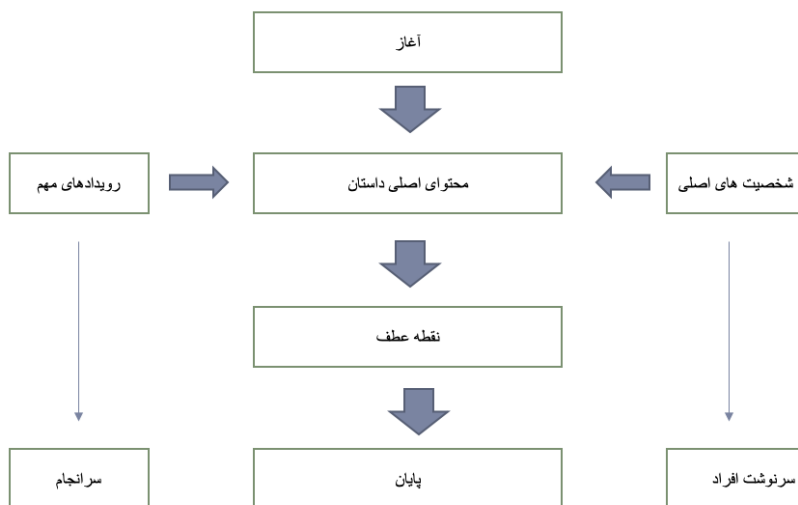 آغاز
شخصیت های اصلی
محتوای اصلی داستان
رویدادهای مهم
نقطه عطف
سرنوشت افراد
پایان
سرانجام